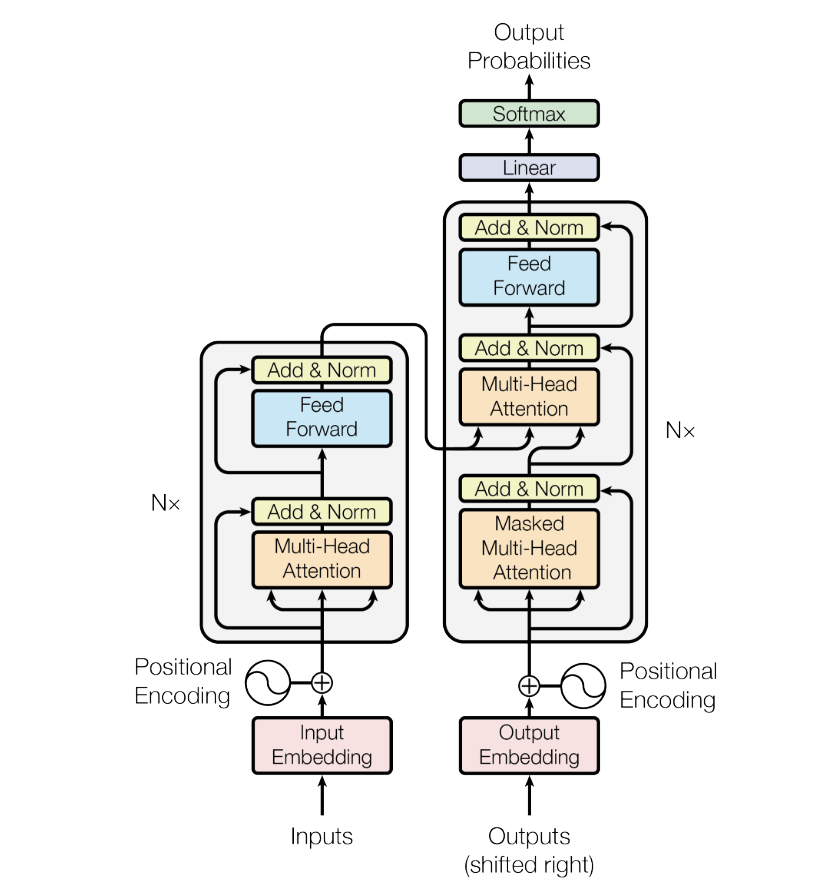 Output
Probabilities
Softmax
Linear
Add & Norm
Feed
Forward
Add & Norm
Multi-Head
Attention
Add & Norm
Masked
Multi-Head
Attention
Nx
Positional
Encoding
Output
Embedding
Outputs
(shifted right)
Add & Norm
Feed
Forward
Add & Norm
Multi-Head
Attention
Nx
Positional
Encoding
Input
Embedding
Inputs